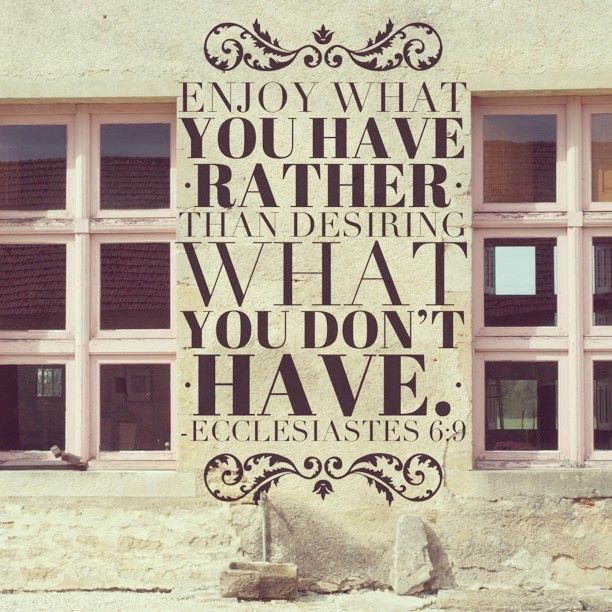 ENJOY WHAT
YOU HAVE
·RATHER·
THAN DESIRING
WHAT
YOU DON'T
·HAVE.·
-ECCLESIASTES 6:9